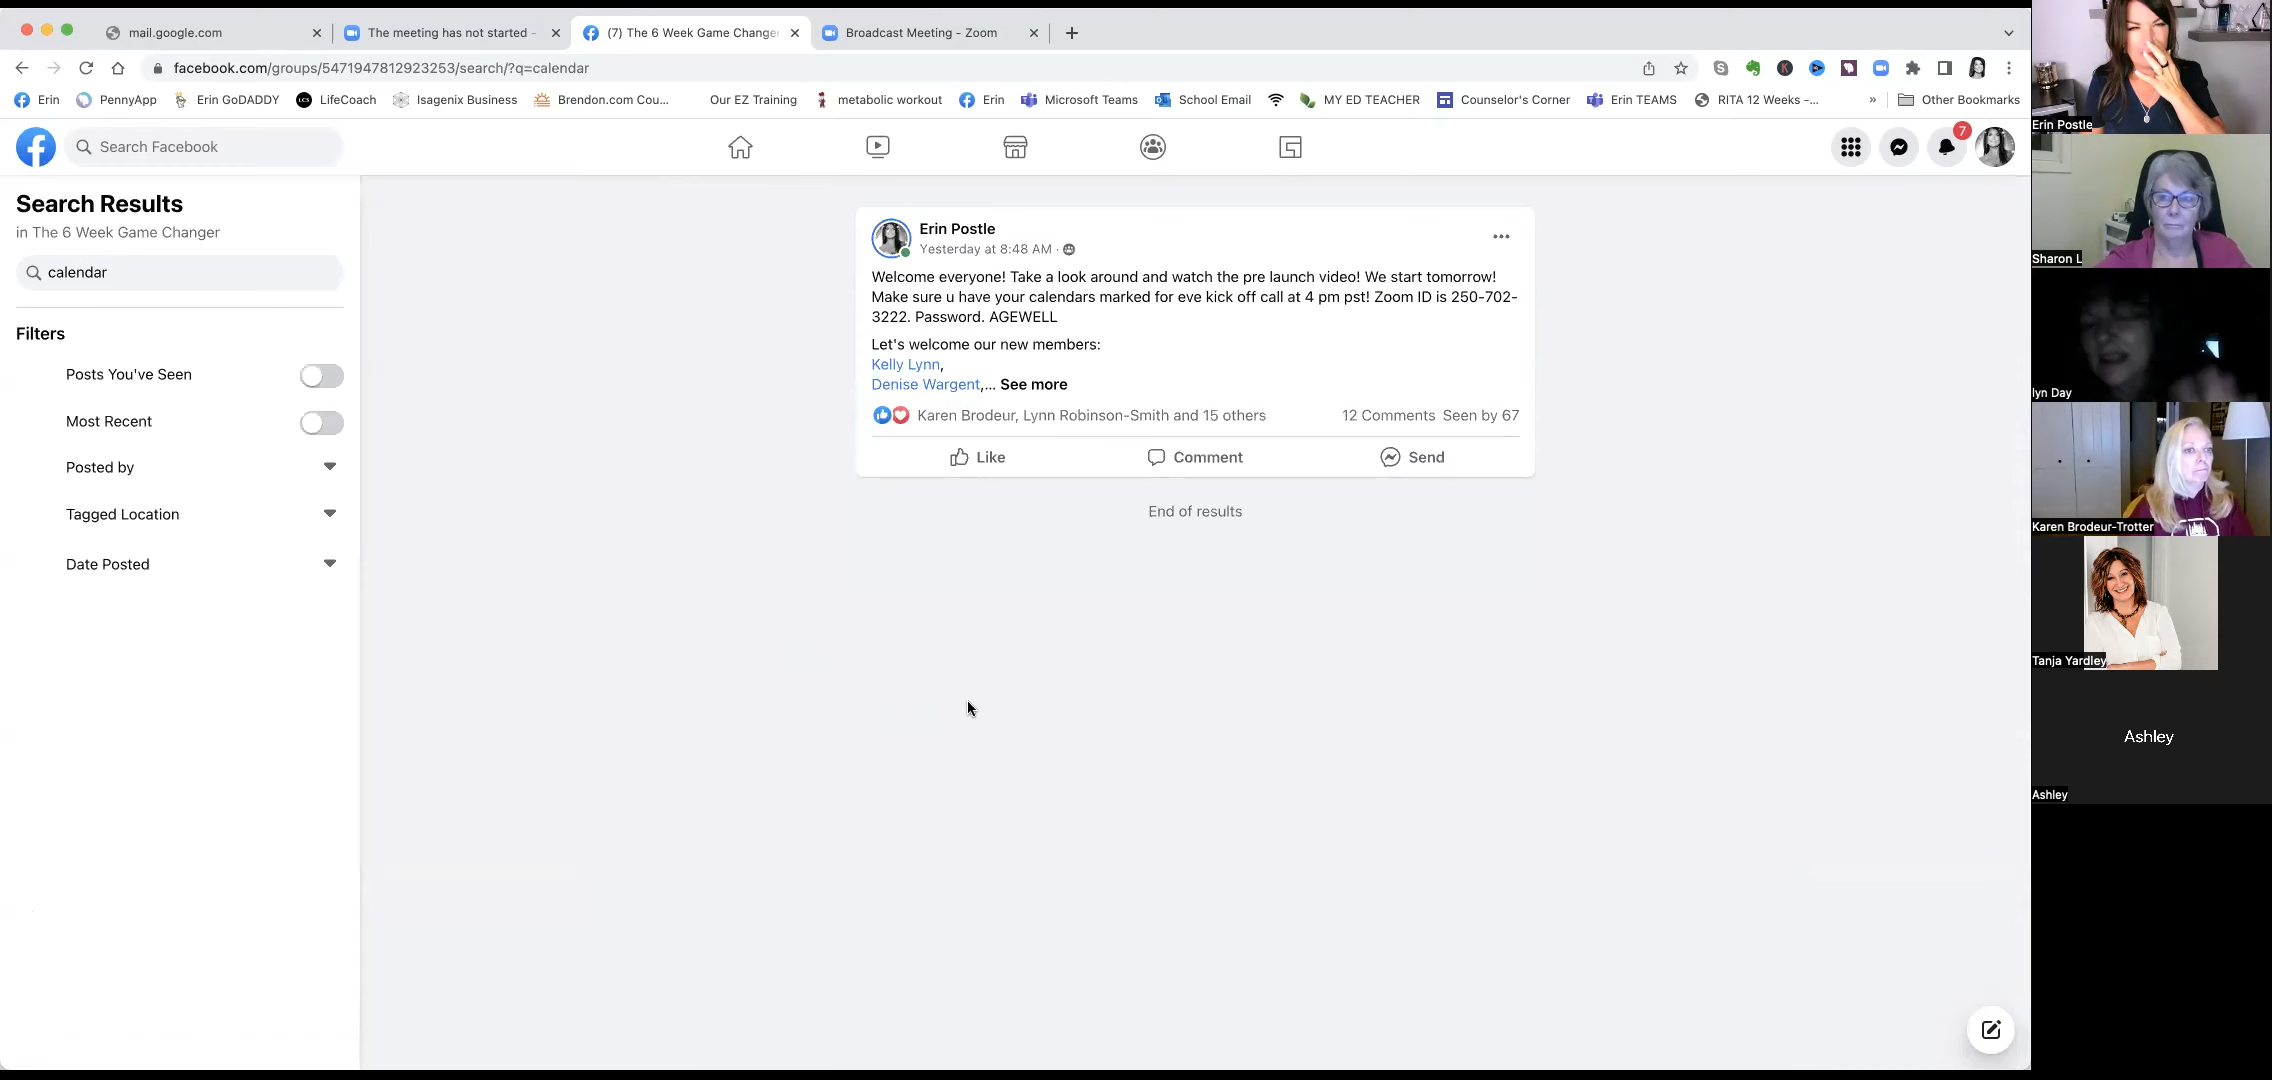 mail.google.com
The meeting has not started -
(7) The 6 Week Game Changer
Broadcast Meeting - Zoom
facebook.com/groups/5471947812923253/search/?q=calendar
Erin
PennyApp
Erin GoDADDY
LifeCoach
Isagenix Business
Brendon.com Cou...
Our EZ Training
metabolic workout
Erin
Microsoft Teams
School Email
MY ED TEACHER
Counselor's Corner
Erin TEAMS
RITA 12 Weeks -...
»
Other Bookmarks
Search Facebook
7
Search Results
in The 6 Week Game Changer
calendar
Filters
Posts You've Seen
Most Recent
Posted by
Tagged Location
Date Posted
Erin Postle
Yesterday at 8:48 AM ·
Welcome everyone! Take a look around and watch the pre launch video! We start tomorrow!
Make sure u have your calendars marked for eve kick off call at 4 pm pst! Zoom ID is 250-702-
3222. Password. AGEWELL
Let's welcome our new members:
Kelly Lynn,
Denise Wargent,... See more
Karen Brodeur, Lynn Robinson-Smith and 15 others
12 Comments Seen by 67
Like
Comment
Send
End of results
Erin Postle
Sharon L
lyn Day
Karen Brodeur-Trotter
Tanja Yardley
Ashley
Ashley